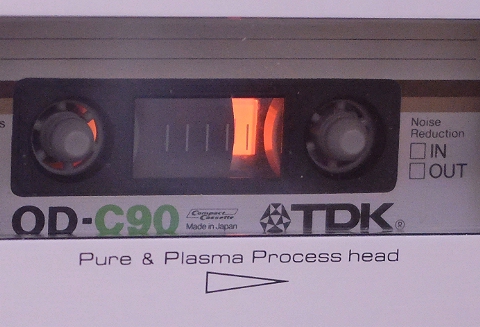 Noise
Reduction
IN
OUT
OD-C90
Compact
Cassette
Made in Japan
TDK
Pure & Plasma Process head